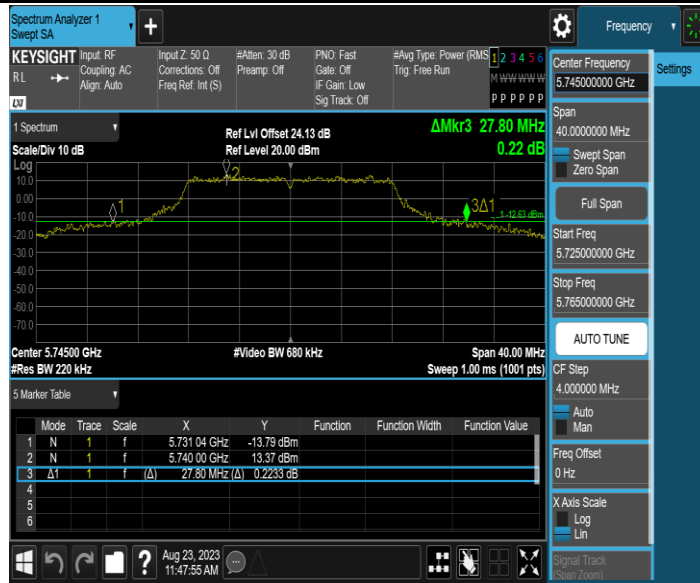 Spectrum Analyzer 1
Swept SA
+
Frequency
KEYSIGHT
RL
LXI
Input: RF
Coupling: AC
Align: Auto
Input Z: 50 Ω
Corrections: Off
Freq Ref: Int (S)
#Atten: 30 dB
Preamp: Off
PNO: Fast
Gate: Off
IF Gain: Low
Sig Track: Off
#Avg Type: Power (RMS
Trig: Free Run
1 2 3 4 5 6
M W W W W W
P P P P P P
Center Frequency
5.745000000 GHz
Settings
Span
40.0000000 MHz
Swept Span
Zero Span
Full Span
Start Freq
5.725000000 GHz
Stop Freq
5.765000000 GHz
AUTO TUNE
CF Step
4.000000 MHz
Auto
Man
Freq Offset
0 Hz
X Axis Scale
Log
Lin
Signal Track
(Span Zoom)
1 Spectrum
Scale/Div 10 dB
Ref Lvl Offset 24.13 dB
Ref Level 20.00 dBm
ΔMkr3 27.80 MHz
0.22 dB
Log
10.0
0.00
-10.0
-20.0
-30.0
-40.0
-50.0
-60.0
-70.0
1
2
3Δ1
-12.63 dBm
Center 5.74500 GHz
#Video BW 680 kHz
Span 40.00 MHz
#Res BW 220 kHz
Sweep 1.00 ms (1001 pts)
5 Marker Table
Mode Trace Scale X Y Function Function Width Function Value
1 N 1 f 5.731 04 GHz -13.79 dBm
2 N 1 f 5.740 00 GHz 13.37 dBm
3 Δ1 1 f (Δ) 27.80 MHz (Δ) 0.2233 dB
4
5
6
?
Aug 23, 2023
11:47:55 AM